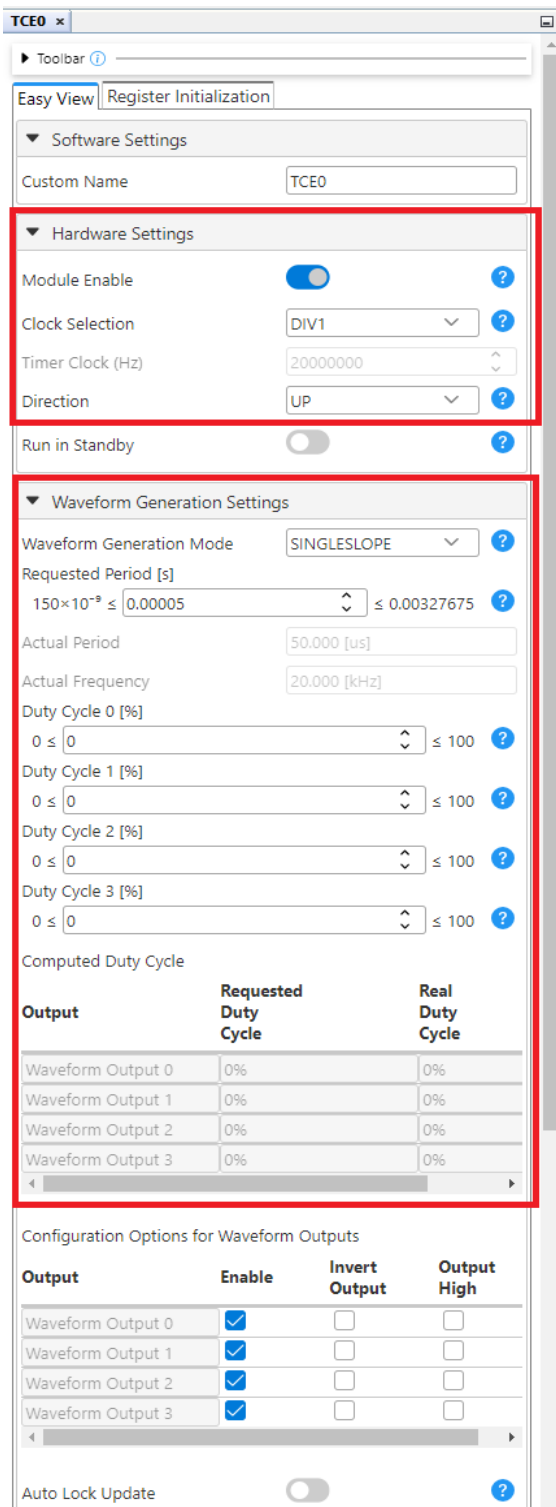 TCE0 ×
Toolbar
Easy View Register Initialization
Software Settings
Custom Name TCE0
Hardware Settings
Module Enable ?
Clock Selection DIV1 ?
Timer Clock (Hz) 20000000
Direction UP ?
Run in Standby ?
Waveform Generation Settings
Waveform Generation Mode SINGLESLOPE ?
Requested Period [s]
150×10⁻⁹ ≤ 0.00005 ≤ 0.00327675 ?
Actual Period 50.000 [us]
Actual Frequency 20.000 [kHz]
Duty Cycle 0 [%]
0 ≤ 0 ≤ 100 ?
Duty Cycle 1 [%]
0 ≤ 0 ≤ 100 ?
Duty Cycle 2 [%]
0 ≤ 0 ≤ 100 ?
Duty Cycle 3 [%]
0 ≤ 0 ≤ 100 ?
Computed Duty Cycle
Output Requested Duty Cycle Real Duty Cycle
Waveform Output 0 0% 0%
Waveform Output 1 0% 0%
Waveform Output 2 0% 0%
Waveform Output 3 0% 0%
Configuration Options for Waveform Outputs
Output Enable Invert Output Output High
Waveform Output 0
Waveform Output 1
Waveform Output 2
Waveform Output 3
Auto Lock Update ?